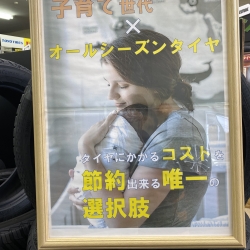 子育て世代
×
オールシーズンタイヤ
タイヤにかかるコストを
節約出来る唯一の
選択肢